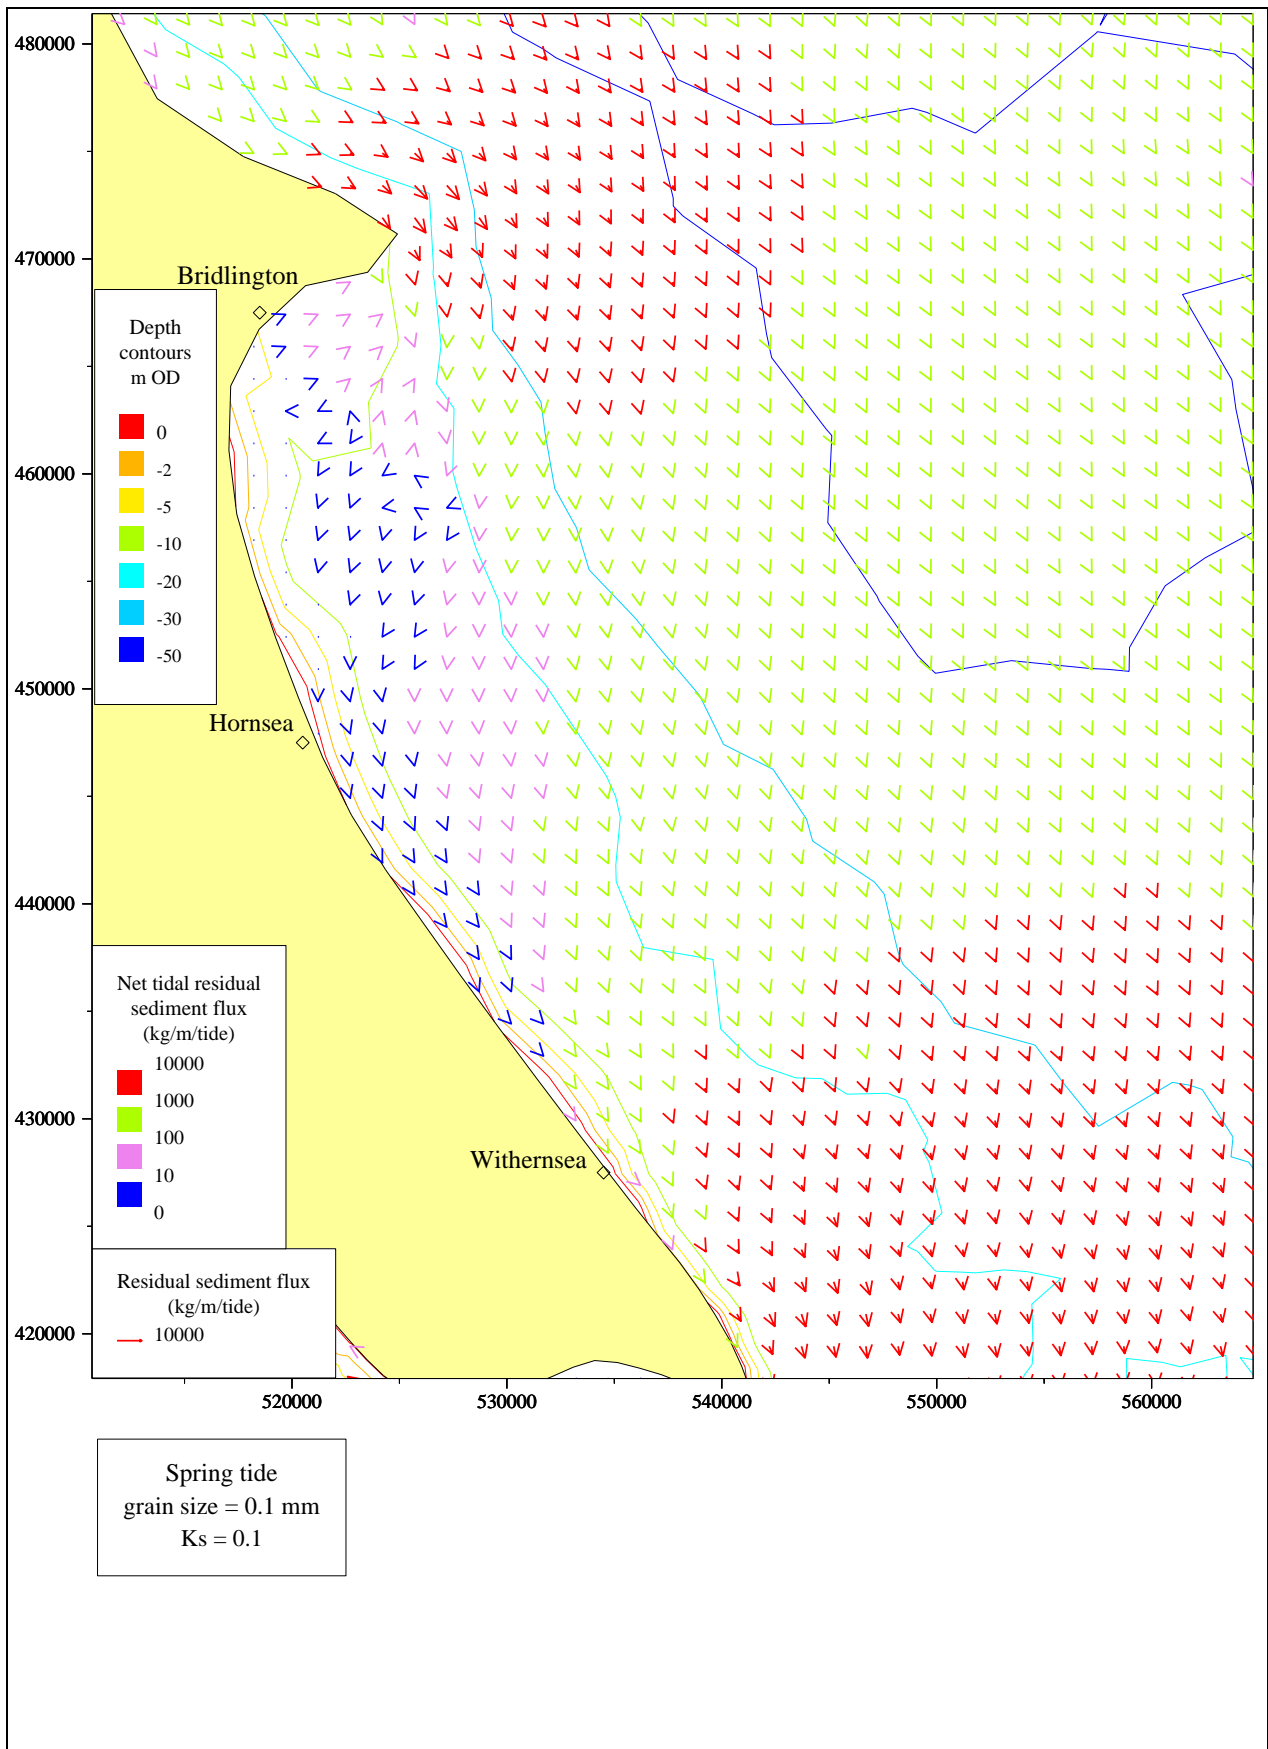 480000
470000
460000
450000
440000
430000
420000
Bridlington
Depth
contours
m OD
0
-2
-5
-10
-20
-30
-50
Hornsea
Net tidal residual
sediment flux
(kg/m/tide)
10000
1000
100
10
0
Withernsea
Residual sediment flux
(kg/m/tide)
10000
520000
530000
540000
550000
560000
Spring tide
grain size = 0.1 mm
Ks = 0.1